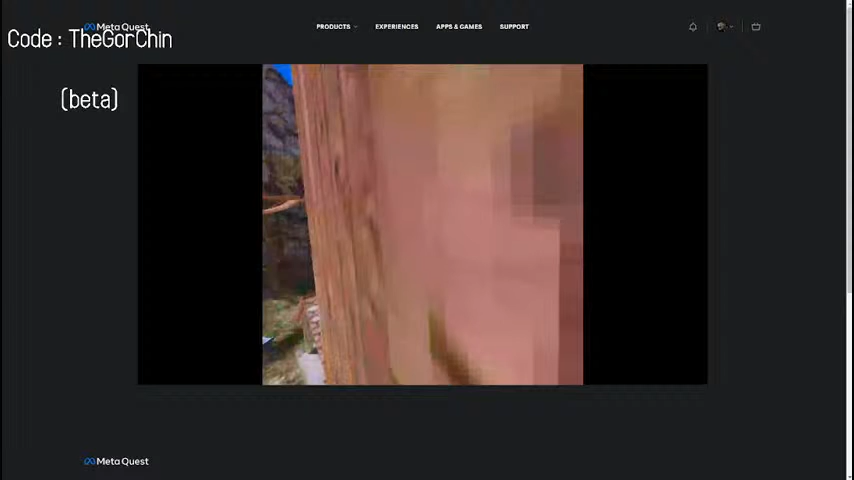 Meta Quest
PRODUCTS EXPERIENCES APPS & GAMES SUPPORT
Code : TheGorChin
(beta)
Meta Quest